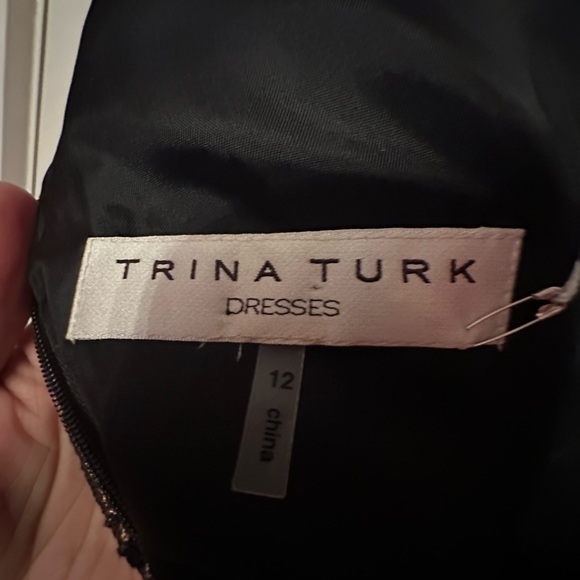 TRINA TURK
DRESSES
12
china